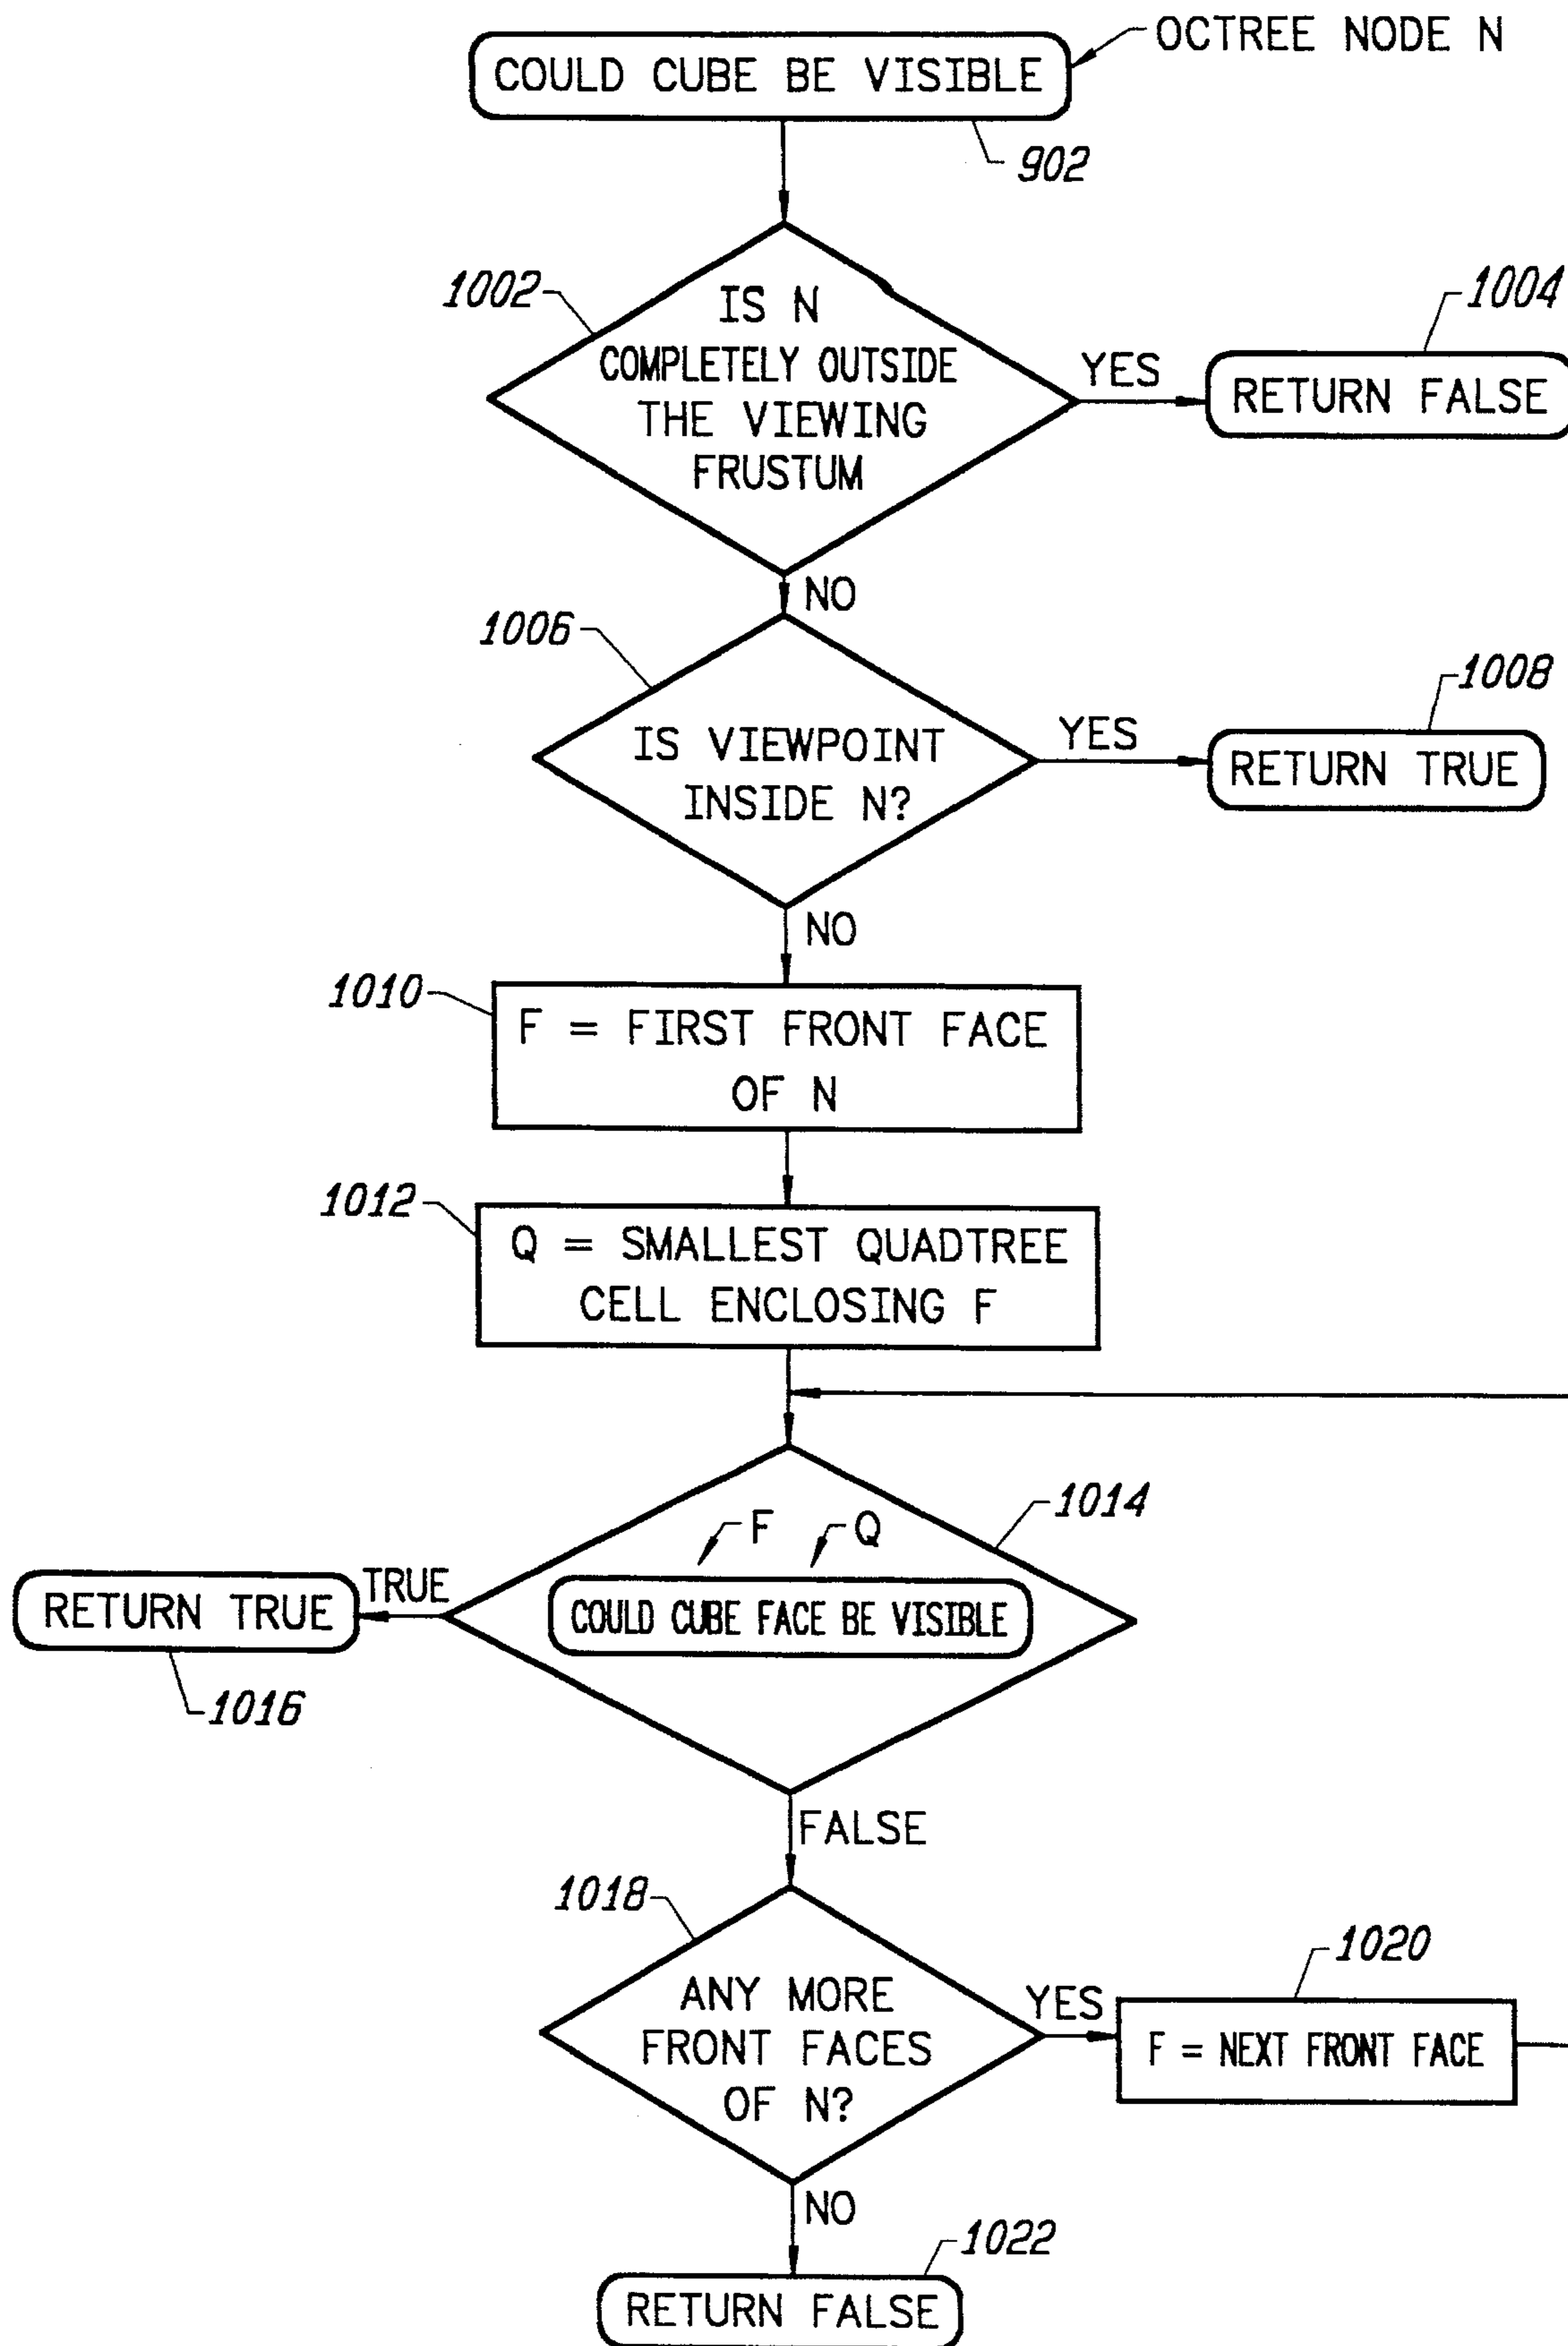 OCTREE NODE N
COULD CUBE BE VISIBLE
902
1002
IS N
COMPLETELY OUTSIDE
THE VIEWING
FRUSTUM
YES
1004
RETURN FALSE
NO
1006
IS VIEWPOINT
INSIDE N?
YES
1008
RETURN TRUE
NO
1010
F = FIRST FRONT FACE
OF N
1012
Q = SMALLEST QUADTREE
CELL ENCLOSING F
1014
F Q
COULD CUBE FACE BE VISIBLE
TRUE
RETURN TRUE
1016
FALSE
1018
ANY MORE
FRONT FACES
OF N?
YES
1020
F = NEXT FRONT FACE
NO
1022
RETURN FALSE